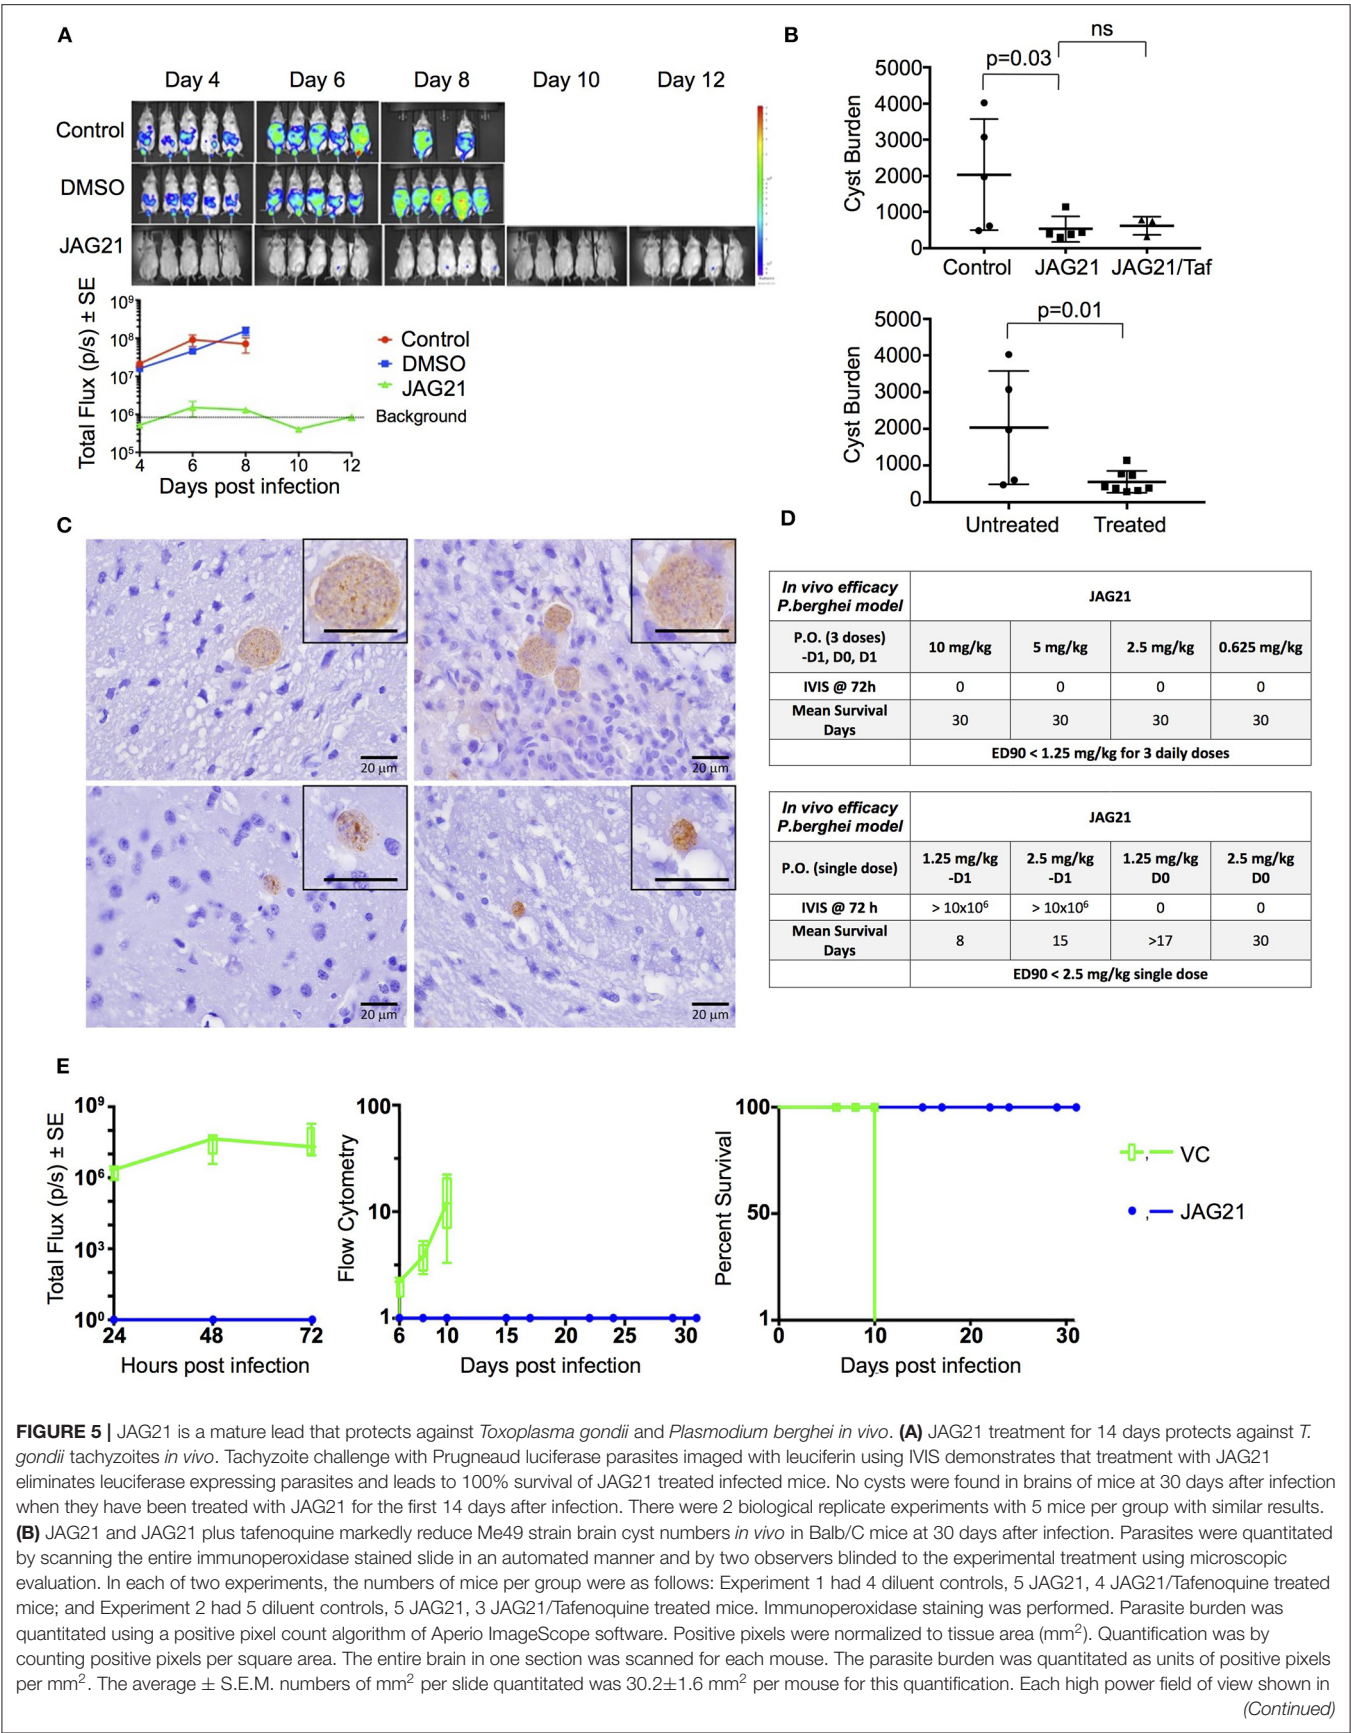 A
Day 4 Day 6 Day 8 Day 10 Day 12
Control
DMSO
JAG21
Total Flux (p/s) ± SE
10⁹
10⁸
10⁷
10⁶
10⁵
4 6 8 10 12
Days post infection
Control
DMSO
JAG21
Background
B
ns
p=0.03
Cyst Burden
5000
4000
3000
2000
1000
0
Control JAG21 JAG21/Taf
p=0.01
Cyst Burden
5000
4000
3000
2000
1000
0
Untreated Treated
C
20 µm
20 µm
20 µm
20 µm
D
In vivo efficacy P.berghei model JAG21
P.O. (3 doses) -D1, D0, D1 10 mg/kg 5 mg/kg 2.5 mg/kg 0.625 mg/kg
IVIS @ 72h 0 0 0 0
Mean Survival Days 30 30 30 30
ED90 < 1.25 mg/kg for 3 daily doses
In vivo efficacy P.berghei model JAG21
P.O. (single dose) 1.25 mg/kg -D1 2.5 mg/kg -D1 1.25 mg/kg D0 2.5 mg/kg D0
IVIS @ 72 h > 10x10⁶ > 10x10⁶ 0 0
Mean Survival Days 8 15 >17 30
ED90 < 2.5 mg/kg single dose
E
Total Flux (p/s) ± SE
10⁹
10⁶
10³
10⁰
24 48 72
Hours post infection
Flow Cytometry
100
10
1
6 10 15 20 25 30
Days post infection
Percent Survival
100
50
1
0 10 20 30
Days post infection
, VC
, JAG21
FIGURE 5 | JAG21 is a mature lead that protects against Toxoplasma gondii and Plasmodium berghei in vivo. (A) JAG21 treatment for 14 days protects against T.
gondii tachyzoites in vivo. Tachyzoite challenge with Prugneaud luciferase parasites imaged with leuciferin using IVIS demonstrates that treatment with JAG21
eliminates leuciferase expressing parasites and leads to 100% survival of JAG21 treated infected mice. No cysts were found in brains of mice at 30 days after infection
when they have been treated with JAG21 for the first 14 days after infection. There were 2 biological replicate experiments with 5 mice per group with similar results.
(B) JAG21 and JAG21 plus tafenoquine markedly reduce Me49 strain brain cyst numbers in vivo in Balb/C mice at 30 days after infection. Parasites were quantitated
by scanning the entire immunoperoxidase stained slide in an automated manner and by two observers blinded to the experimental treatment using microscopic
evaluation. In each of two experiments, the numbers of mice per group were as follows: Experiment 1 had 4 diluent controls, 5 JAG21, 4 JAG21/Tafenoquine treated
mice; and Experiment 2 had 5 diluent controls, 5 JAG21, 3 JAG21/Tafenoquine treated mice. Immunoperoxidase staining was performed. Parasite burden was
quantitated using a positive pixel count algorithm of Aperio ImageScope software. Positive pixels were normalized to tissue area (mm²). Quantification was by
counting positive pixels per square area. The entire brain in one section was scanned for each mouse. The parasite burden was quantitated as units of positive pixels
per mm². The average ± S.E.M. numbers of mm² per slide quantitated was 30.2±1.6 mm² per mouse for this quantification. Each high power field of view shown in
(Continued)